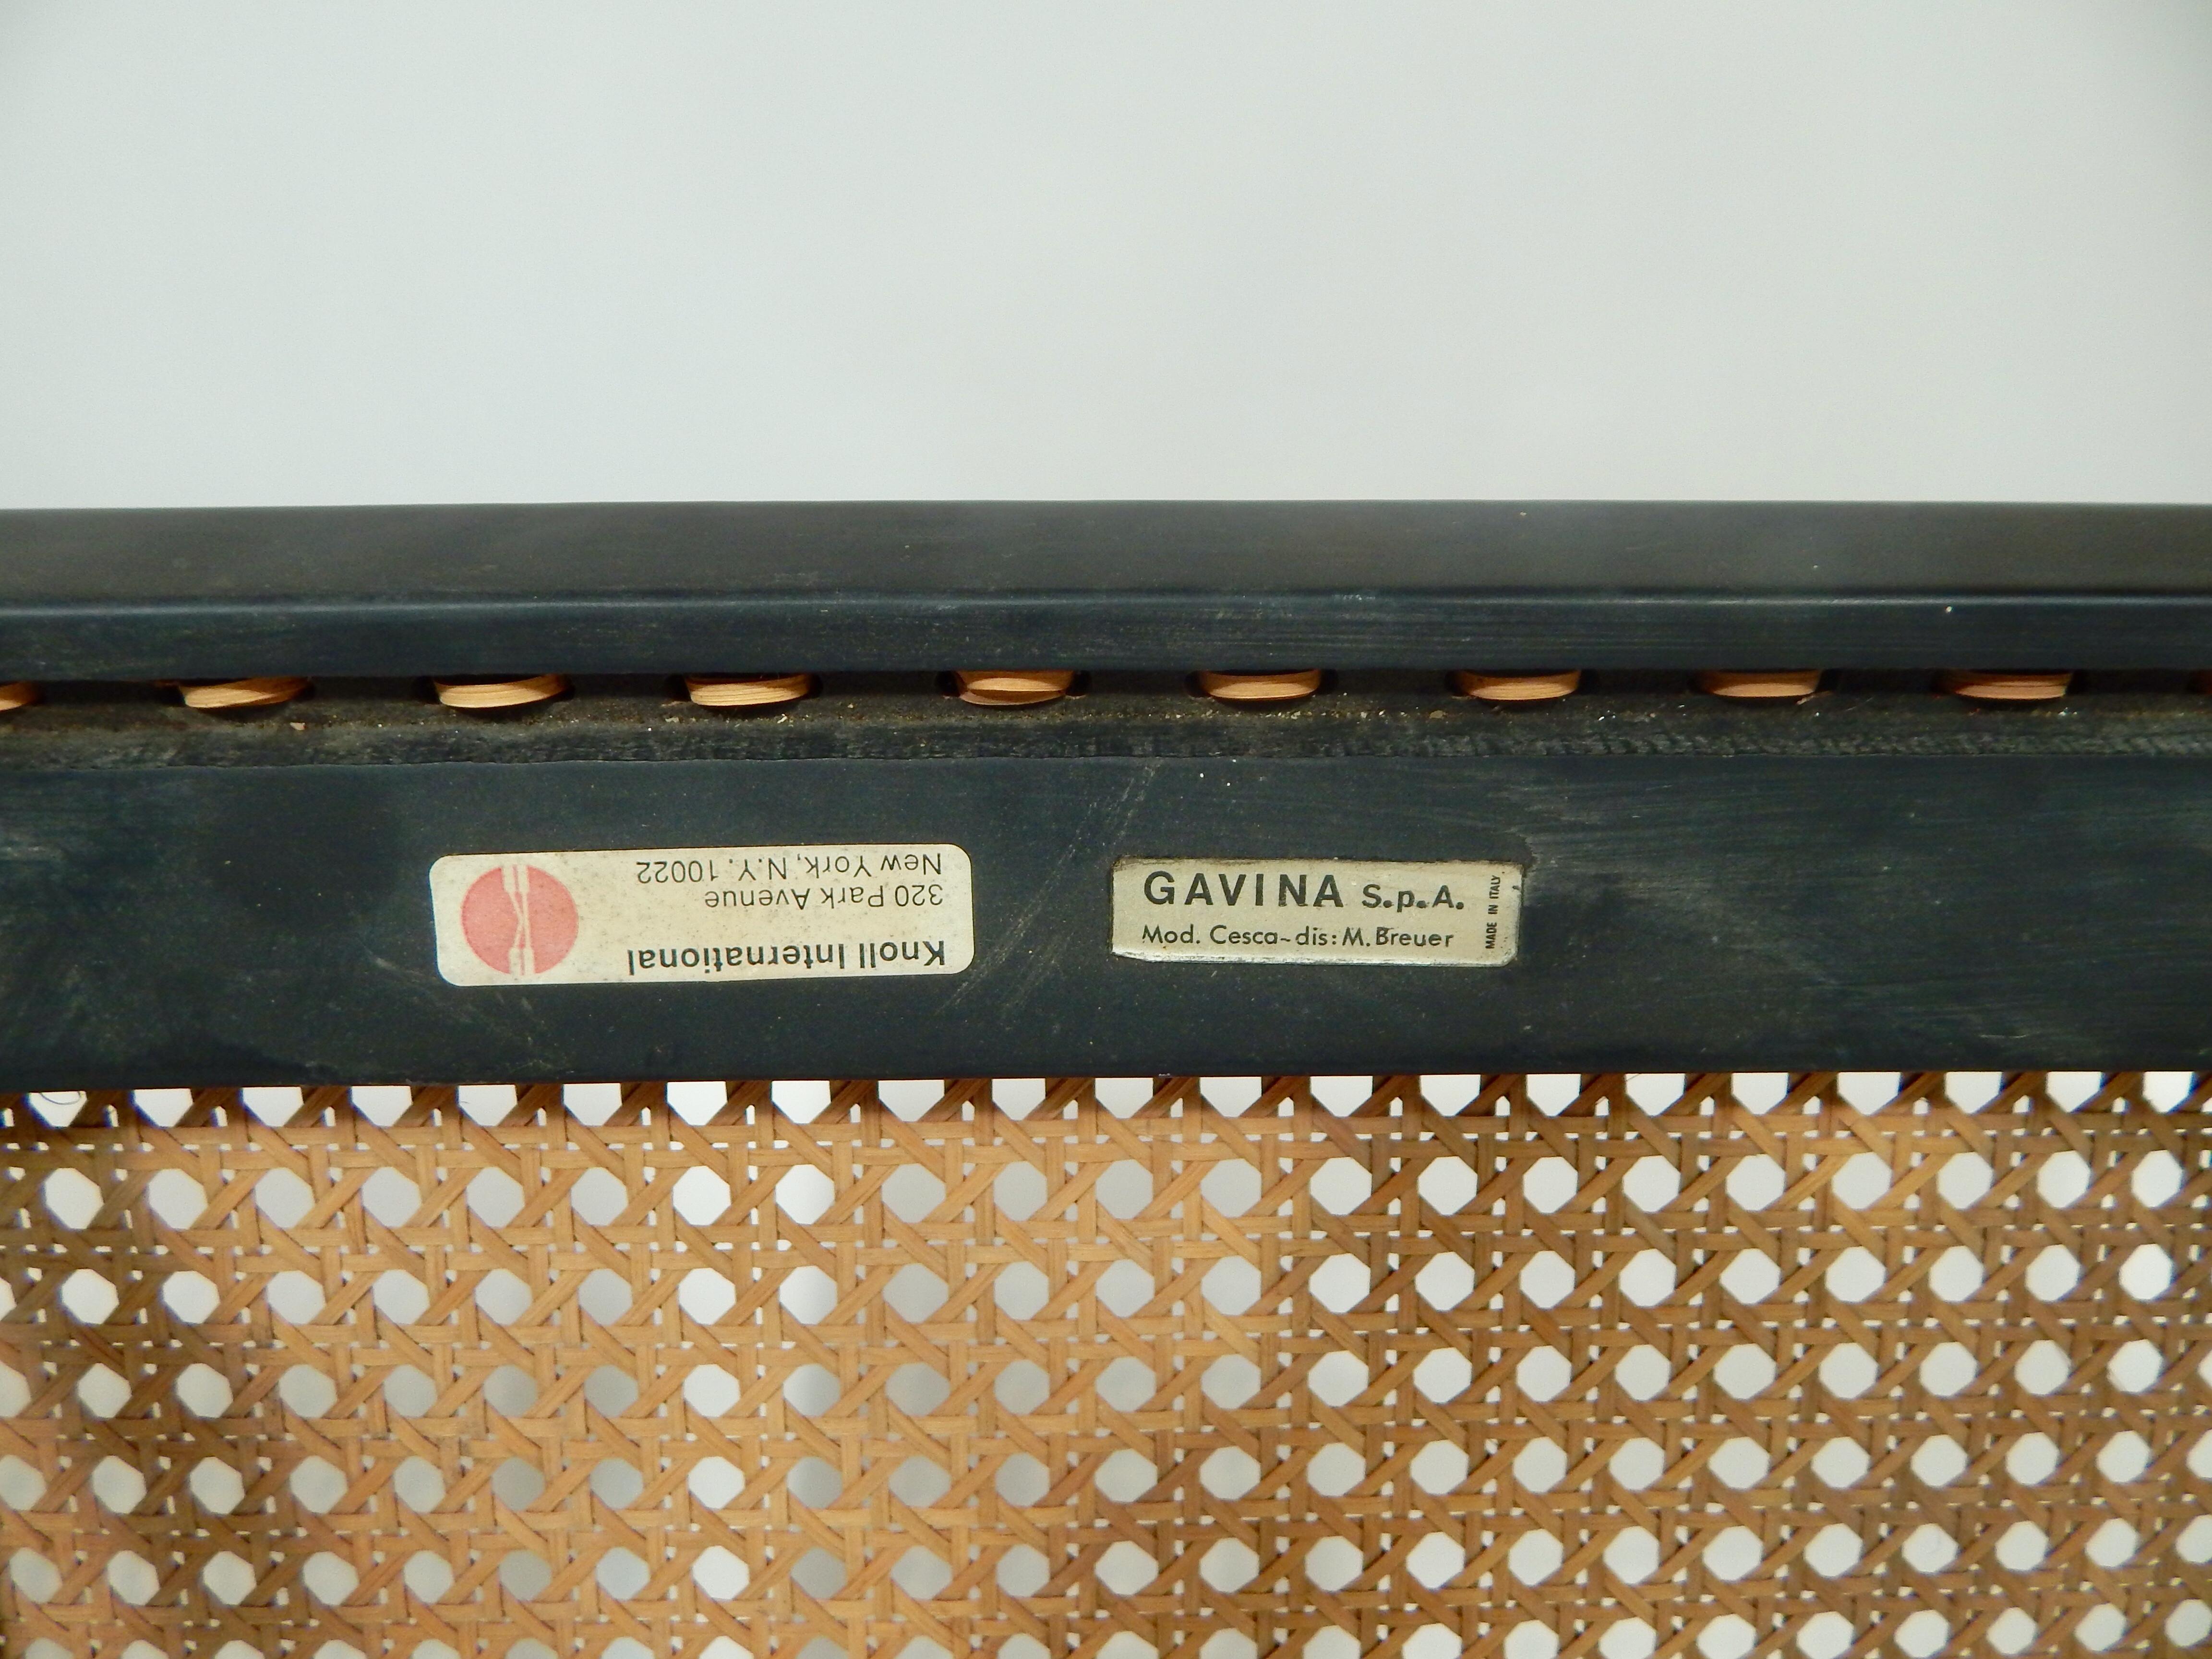 Knoll International
320 Park Avenue
New York, N.Y. 10022
GAVINA S.p.A.
Mod. Cesca-dis: M. Breuer
MADE IN ITALY